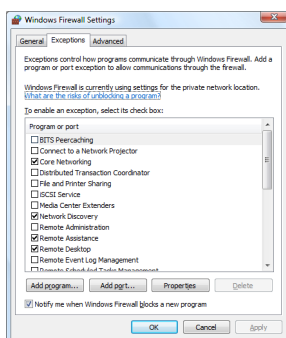 Windows Firewall Settings
General Exceptions Advanced
Exceptions control how programs communicate through Windows Firewall. Add a
program or port exception to allow communications through the firewall.
Windows Firewall is currently using settings for the private network location.
What are the risks of unblocking a program?
To enable an exception, select its check box:
Program or port
BITS Peercaching
Connect to a Network Projector
Core Networking
Distributed Transaction Coordinator
File and Printer Sharing
iSCSI Service
Media Center Extenders
Network Discovery
Remote Administration
Remote Assistance
Remote Desktop
Remote Event Log Management
Remote Scheduled Tasks Management
Add program... Add port... Properties Delete
Notify me when Windows Firewall blocks a new program
OK Cancel Apply